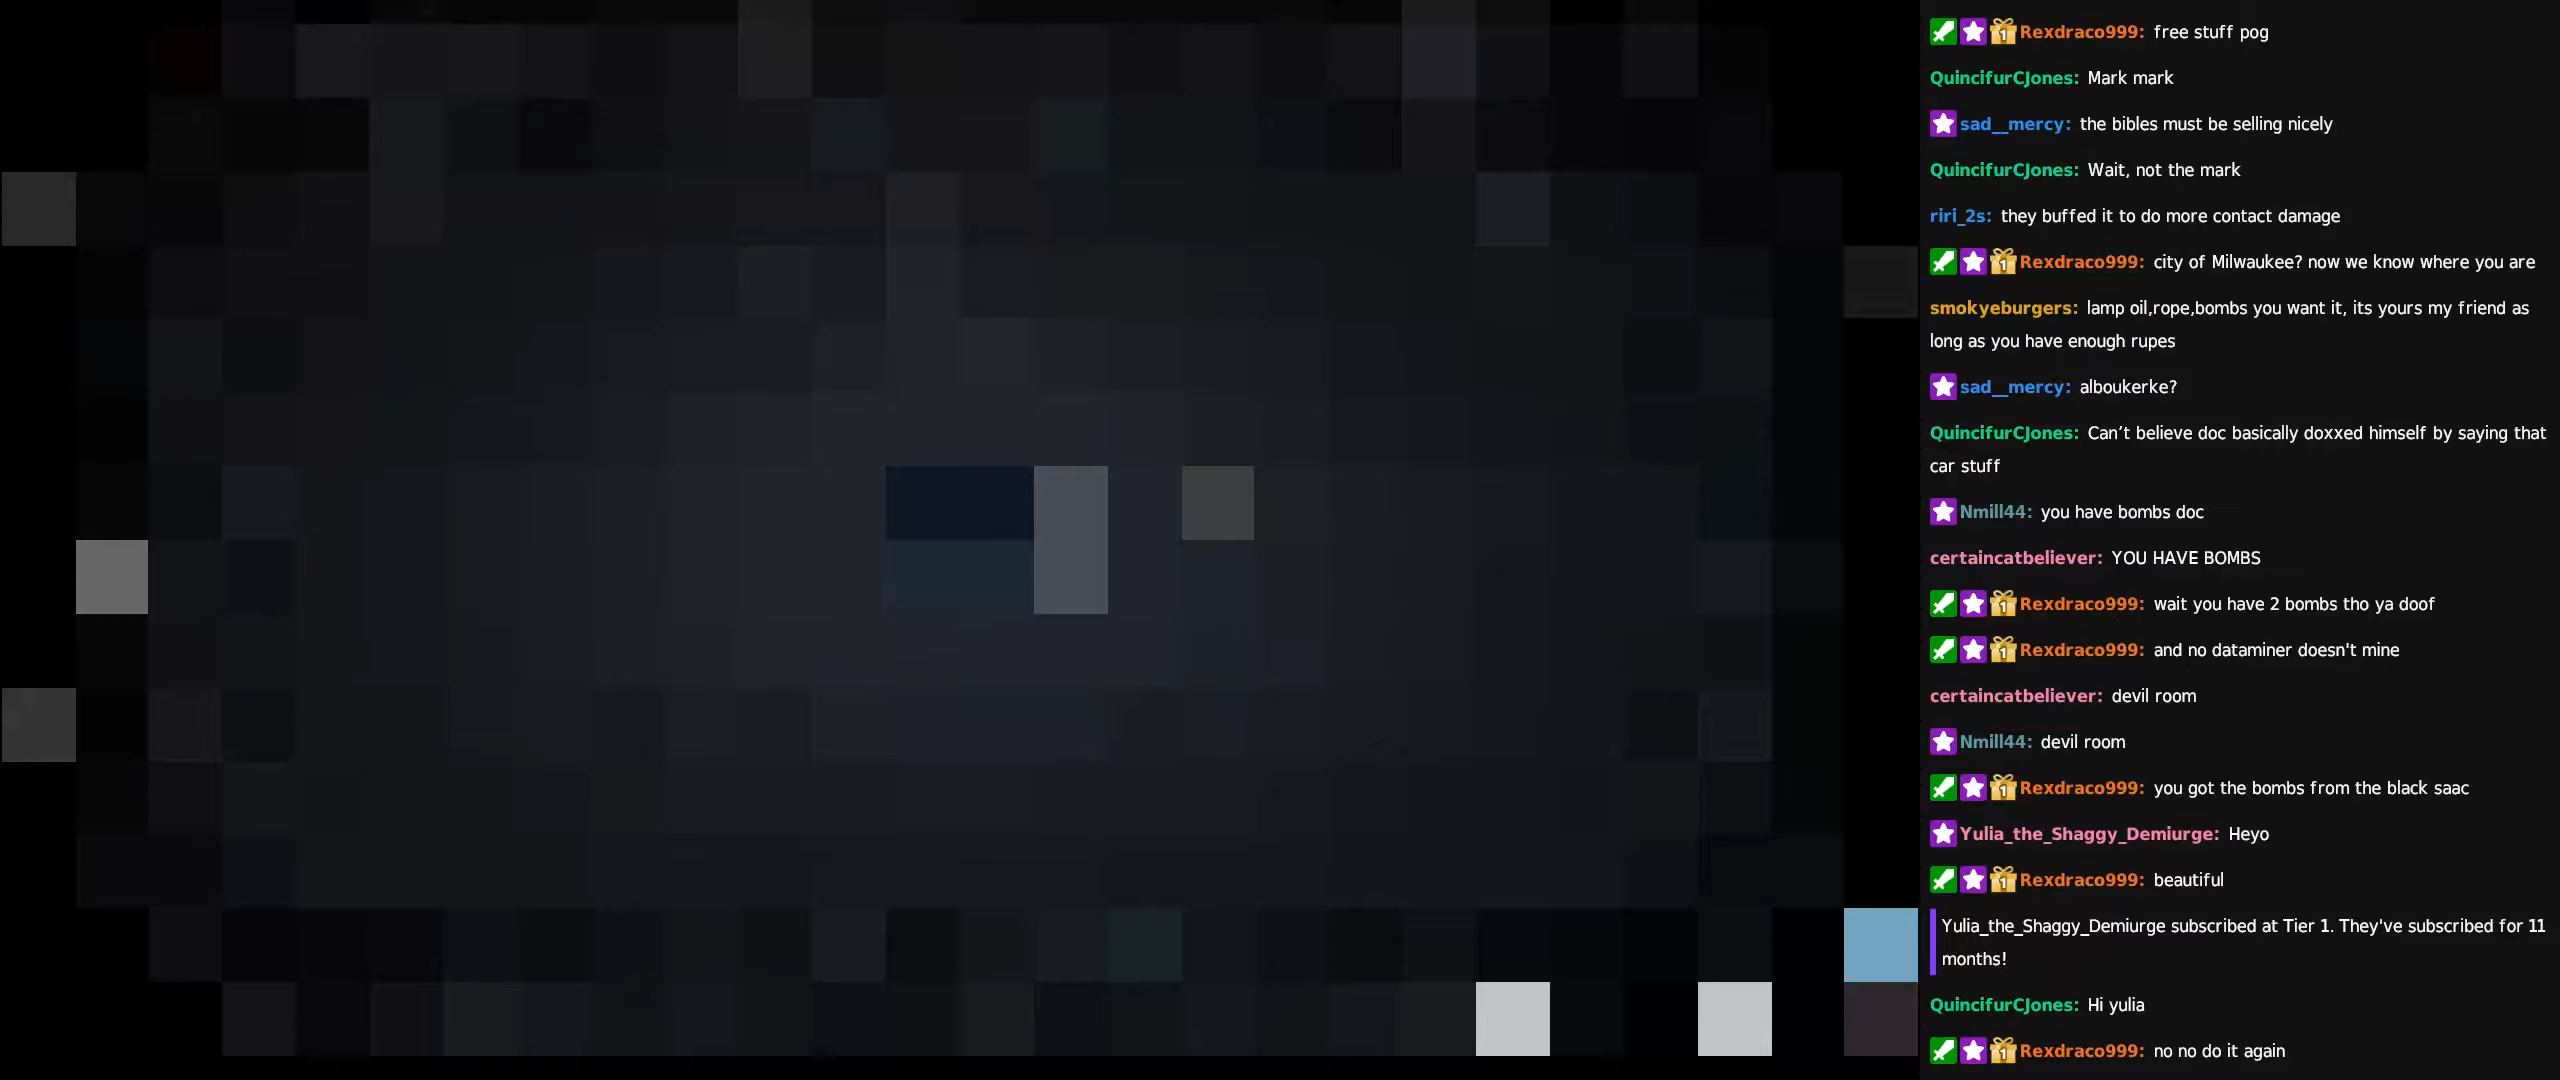 Rexdraco999: free stuff pog
QuincifurCJones: Mark mark
sad__mercy: the bibles must be selling nicely
QuincifurCJones: Wait, not the mark
riri_2s: they buffed it to do more contact damage
Rexdraco999: city of Milwaukee? now we know where you are
smokyeburgers: lamp oil,rope,bombs you want it, its yours my friend as
long as you have enough rupes
sad__mercy: alboukerke?
QuincifurCJones: Can’t believe doc basically doxxed himself by saying that
car stuff
Nmill44: you have bombs doc
certaincatbeliever: YOU HAVE BOMBS
Rexdraco999: wait you have 2 bombs tho ya doof
Rexdraco999: and no dataminer doesn't mine
certaincatbeliever: devil room
Nmill44: devil room
Rexdraco999: you got the bombs from the black saac
Yulia_the_Shaggy_Demiurge: Heyo
Rexdraco999: beautiful
Yulia_the_Shaggy_Demiurge subscribed at Tier 1. They've subscribed for 11
months!
QuincifurCJones: Hi yulia
Rexdraco999: no no do it again